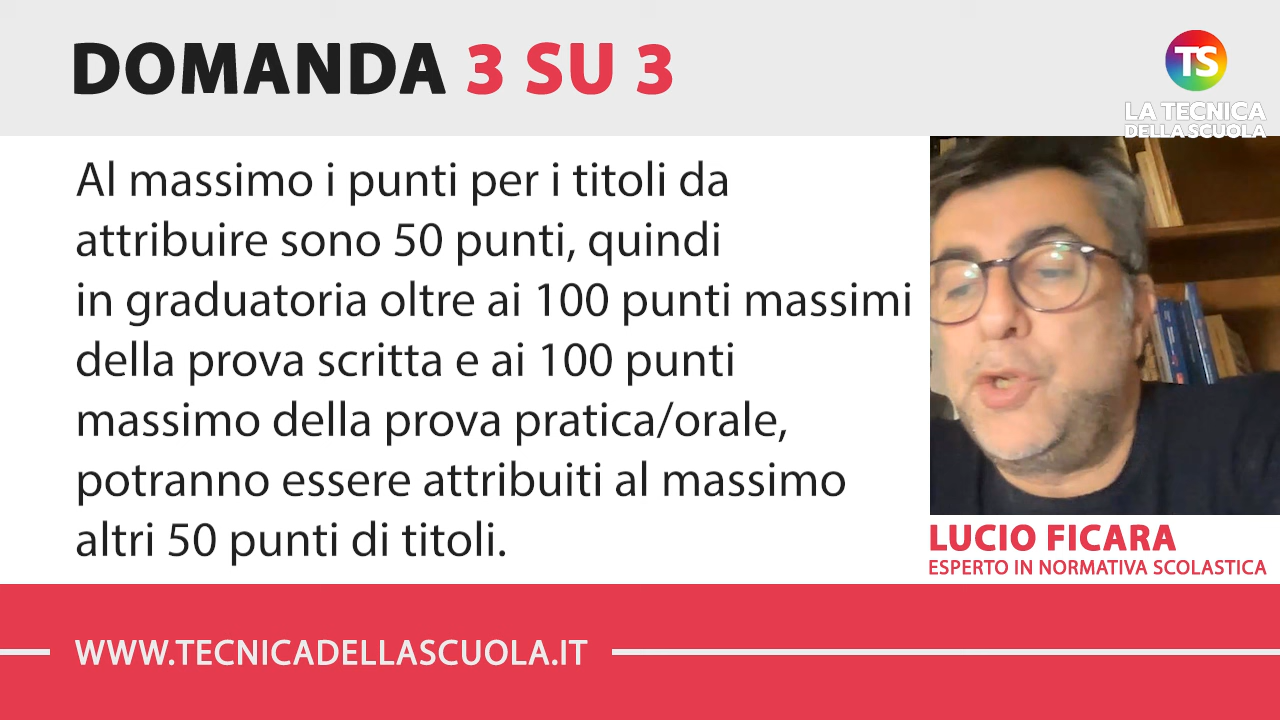 DOMANDA 3 SU 3
TS
LA TECNICA
DELLA SCUOLA
Al massimo i punti per i titoli da
attribuire sono 50 punti, quindi
in graduatoria oltre ai 100 punti massimi
della prova scritta e ai 100 punti
massimo della prova pratica/orale,
potranno essere attribuiti al massimo
altri 50 punti di titoli.
LUCIO FICARA
ESPERTO IN NORMATIVA SCOLASTICA
WWW.TECNICADELLASCUOLA.IT